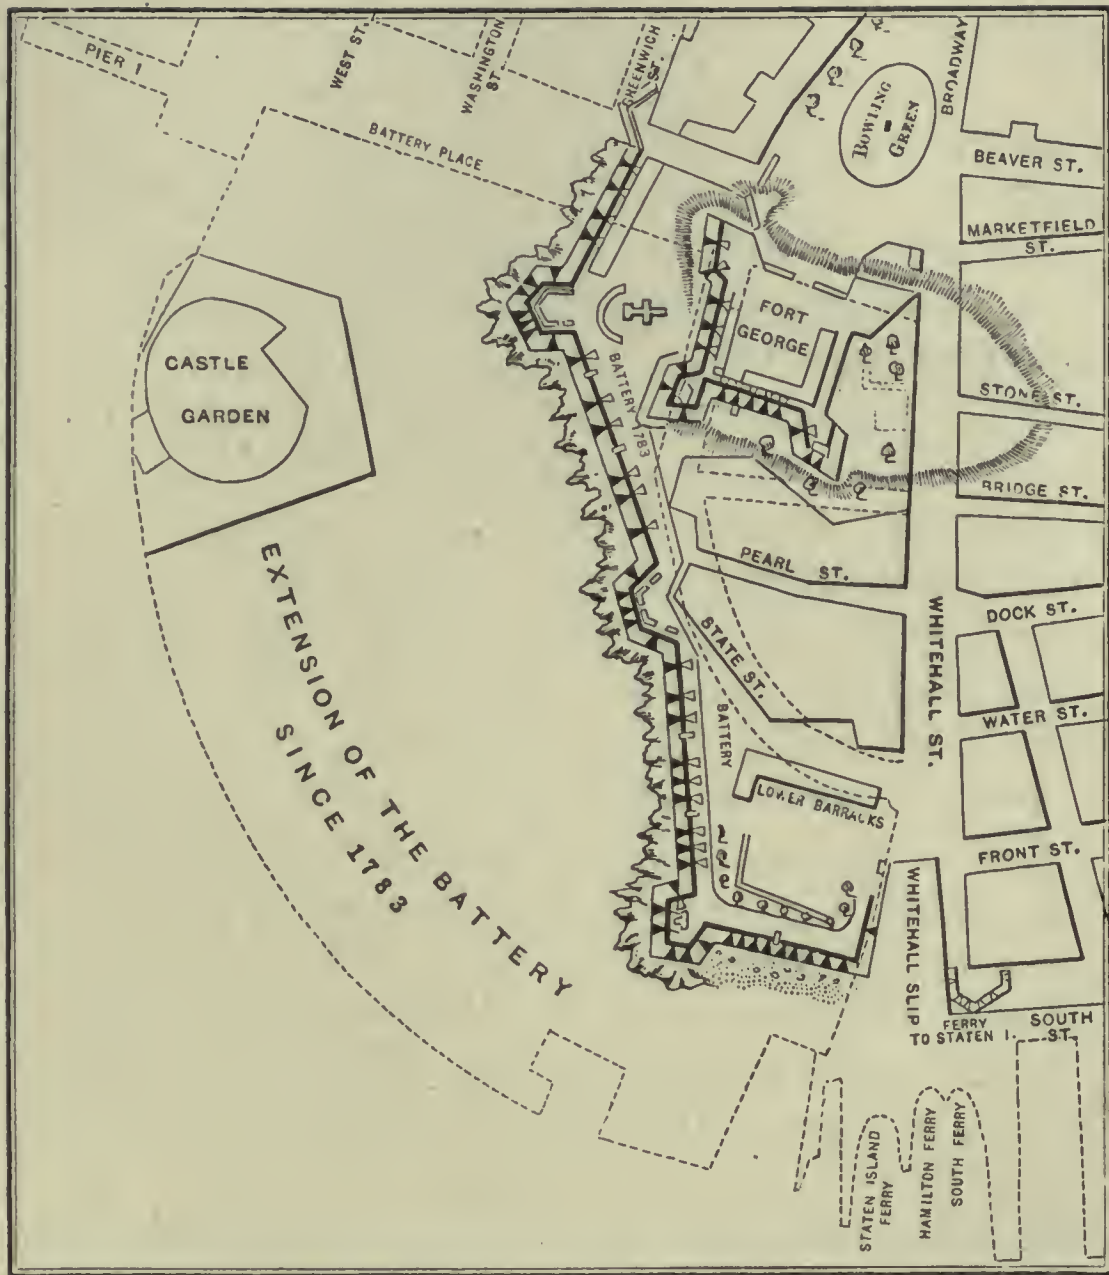 PIER 1
WEST ST.
WASHINGTON
ST.
GREENWICH
ST.
BATTERY PLACE
BROADWAY
BOWLING
GREEN
BEAVER ST.
MARKETFIELD
ST.
FORT
GEORGE
CASTLE
GARDEN
STONE ST.
BATTERY 1783
BRIDGE ST.
PEARL ST.
DOCK ST.
STATE ST.
WHITEHALL ST.
WATER ST.
BATTERY
LOWER BARRACKS
FRONT ST.
EXTENSION OF THE BATTERY
SINCE 1783
WHITEHALL SLIP
FERRY
TO STATEN I.
SOUTH
ST.
STATEN ISLAND
FERRY
HAMILTON FERRY
SOUTH FERRY